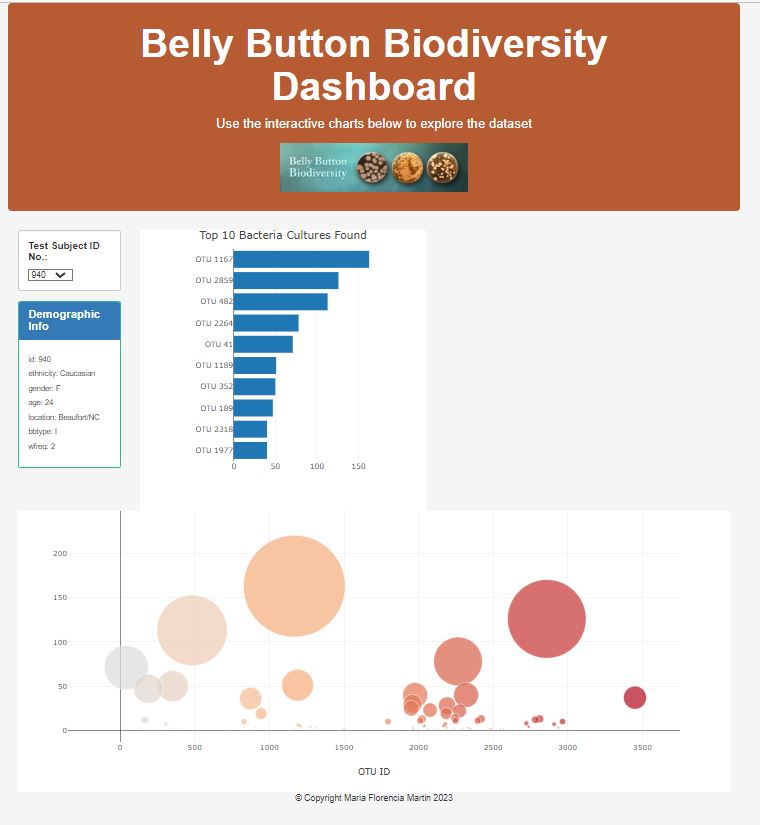 Belly Button Biodiversity
Dashboard
Use the interactive charts below to explore the dataset
Belly Button
Biodiversity
Test Subject ID
No.:
940
Demographic
Info
id: 940
ethnicity: Caucasian
gender: F
age: 24
location: Beaufort/NC
bbtype: I
wfreq: 2
Top 10 Bacteria Cultures Found
OTU 1167
OTU 2859
OTU 482
OTU 2264
OTU 41
OTU 1189
OTU 352
OTU 189
OTU 2318
OTU 1977
0 50 100 150
200
150
100
50
0
0 500 1000 1500 2000 2500 3000 3500
OTU ID
© Copyright Maria Florencia Martin 2023